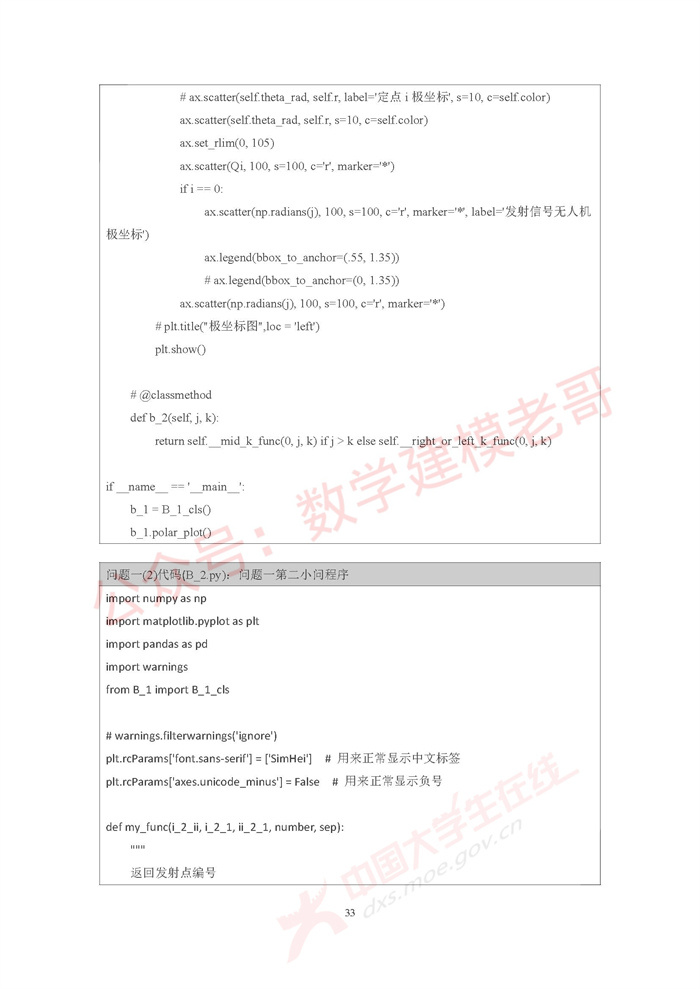 # ax.scatter(self.theta_rad, self.r, label='定点 i 极坐标', s=10, c=self.color)
ax.scatter(self.theta_rad, self.r, s=10, c=self.color)
ax.set_rlim(0, 105)
ax.scatter(Qi, 100, s=100, c='r', marker='*')
if i == 0:
ax.scatter(np.radians(j), 100, s=100, c='r', marker='*', label='发射信号无人机
极坐标')
ax.legend(bbox_to_anchor=(.55, 1.35))
# ax.legend(bbox_to_anchor=(0, 1.35))
ax.scatter(np.radians(j), 100, s=100, c='r', marker='*')
# plt.title("极坐标图",loc = 'left')
plt.show()
# @classmethod
def b_2(self, j, k):
return self.__mid_k_func(0, j, k) if j > k else self.__right_or_left_k_func(0, j, k)
if __name__ == '__main__':
b_1 = B_1_cls()
b_1.polar_plot()
公众号：数学建模老哥
问题一(2)代码(B_2.py)：问题一第二小问程序
import numpy as np
import matplotlib.pyplot as plt
import pandas as pd
import warnings
from B_1 import B_1_cls
# warnings.filterwarnings('ignore')
plt.rcParams['font.sans-serif'] = ['SimHei'] # 用来正常显示中文标签
plt.rcParams['axes.unicode_minus'] = False # 用来正常显示负号
def my_func(i_2_ii, i_2_1, ii_2_1, number, sep):
"""
返回发射点编号
中国大学生在线
dxs.moe.gov.cn
33